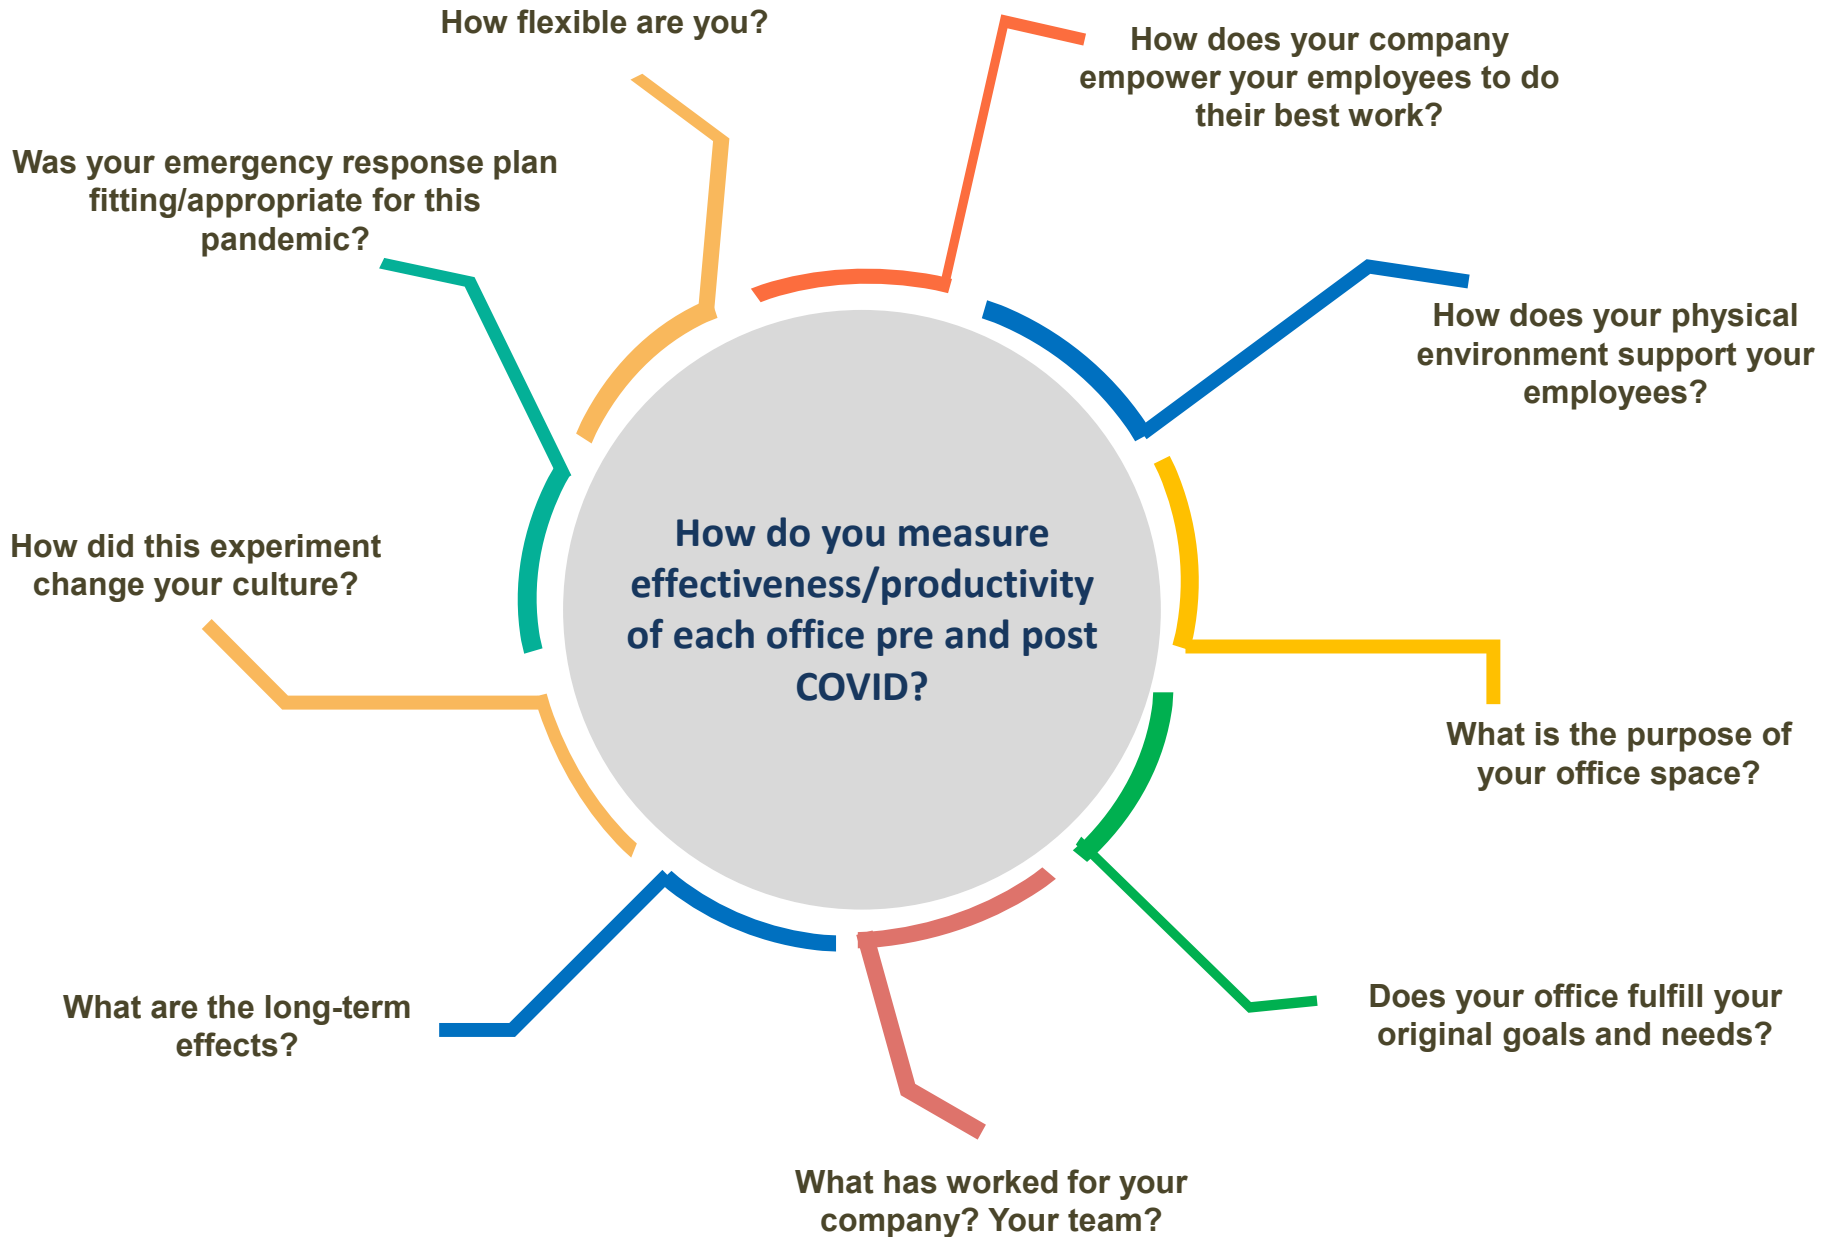 How flexible are you?
How does your company
empower your employees to do
their best work?
Was your emergency response plan
fitting/appropriate for this
pandemic?
How does your physical
environment support your
employees?
How do you measure
effectiveness/productivity
of each office pre and post
COVID?
How did this experiment
change your culture?
What is the purpose of
your office space?
What are the long-term
effects?
Does your office fulfill your
original goals and needs?
What has worked for your
company? Your team?